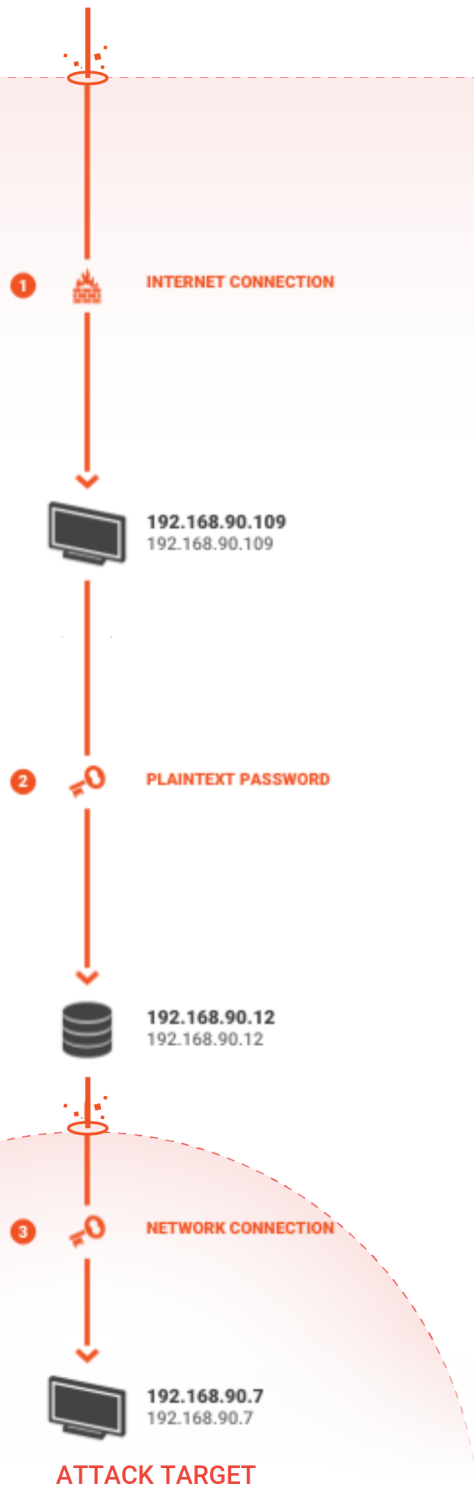 1
INTERNET CONNECTION
192.168.90.109
192.168.90.109
2
PLAINTEXT PASSWORD
192.168.90.12
192.168.90.12
3
NETWORK CONNECTION
192.168.90.7
192.168.90.7
ATTACK TARGET